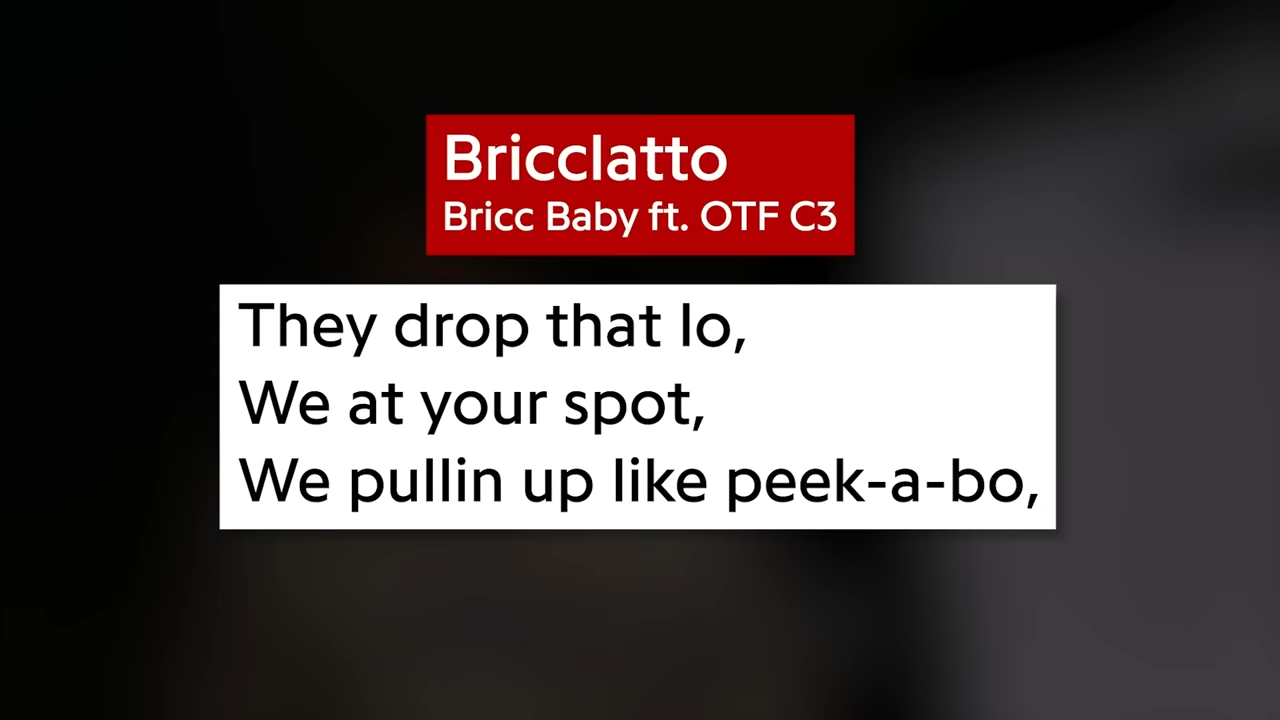 Bricclatto
Bricc Baby ft. OTF C3
They drop that lo,
We at your spot,
We pullin up like peek-a-bo,